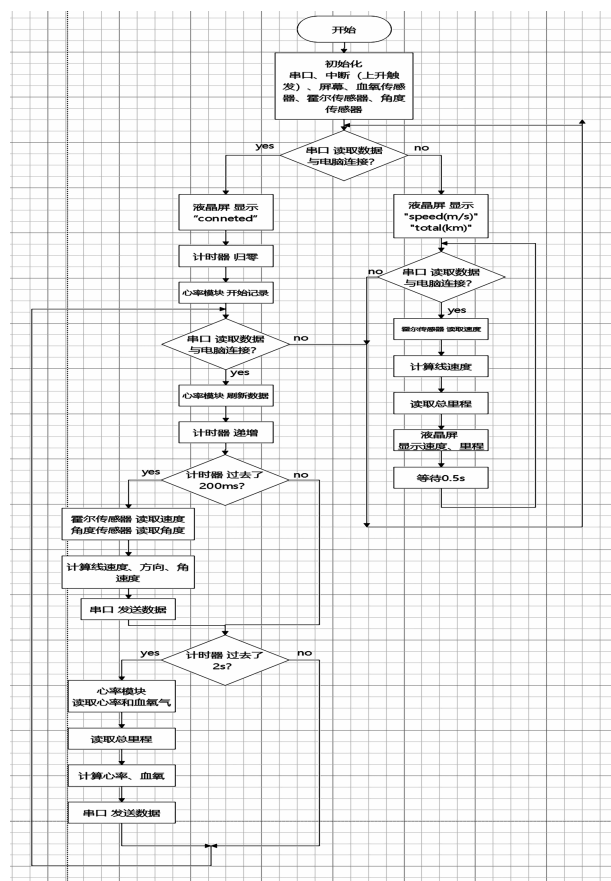 开始
初始化
串口、中断（上升触
发）、屏幕、血氧传感
器、霍尔传感器、角度
传感器
串口 读取数据
与电脑连接？
yes
no
液晶屏 显示
“conneted”
计时器 归零
心率模块 开始记录
串口 读取数据
与电脑连接？
no
yes
心率模块 刷新数据
计时器 递增
计时器 过去了
200ms？
yes
no
霍尔传感器 读取速度
角度传感器 读取角度
计算线速度、方向、角
速度
串口 发送数据
计时器 过去了
2s？
yes
no
心率模块
读取心率和血氧气
读取总里程
计算心率、血氧
串口 发送数据
液晶屏 显示
"speed(m/s)"
"total(km)"
串口 读取数据
与电脑连接？
no
yes
霍尔传感器 读取速度
计算线速度
读取总里程
液晶屏
显示速度、里程
等待0.5s